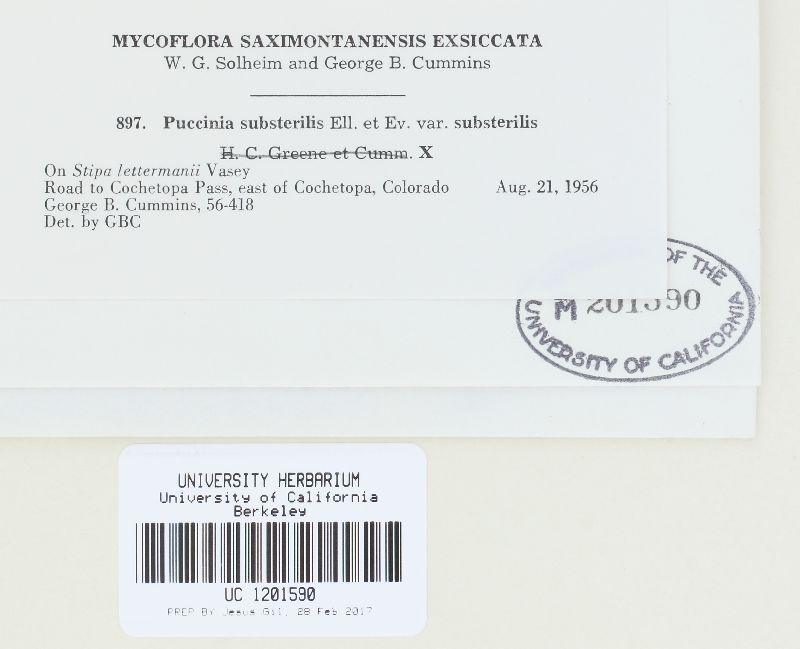 MYCOFLORA SAXIMONTANENSIS EXSICCATA
W. G. Solheim and George B. Cummins
897. Puccinia substerilis Ell. et Ev. var. substerilis
H. C. Greene et Cumm. X
On Stipa lettermanii Vasey
Road to Cochetopa Pass, east of Cochetopa, Colorado Aug. 21, 1956
George B. Cummins, 56-418
Det. by GBC
OF THE
M 201590
UNIVERSITY OF CALIFORNIA
UNIVERSITY HERBARIUM
University of California
Berkeley
UC 1201590
PREP BY Jesus Gil, 28 Feb 2017